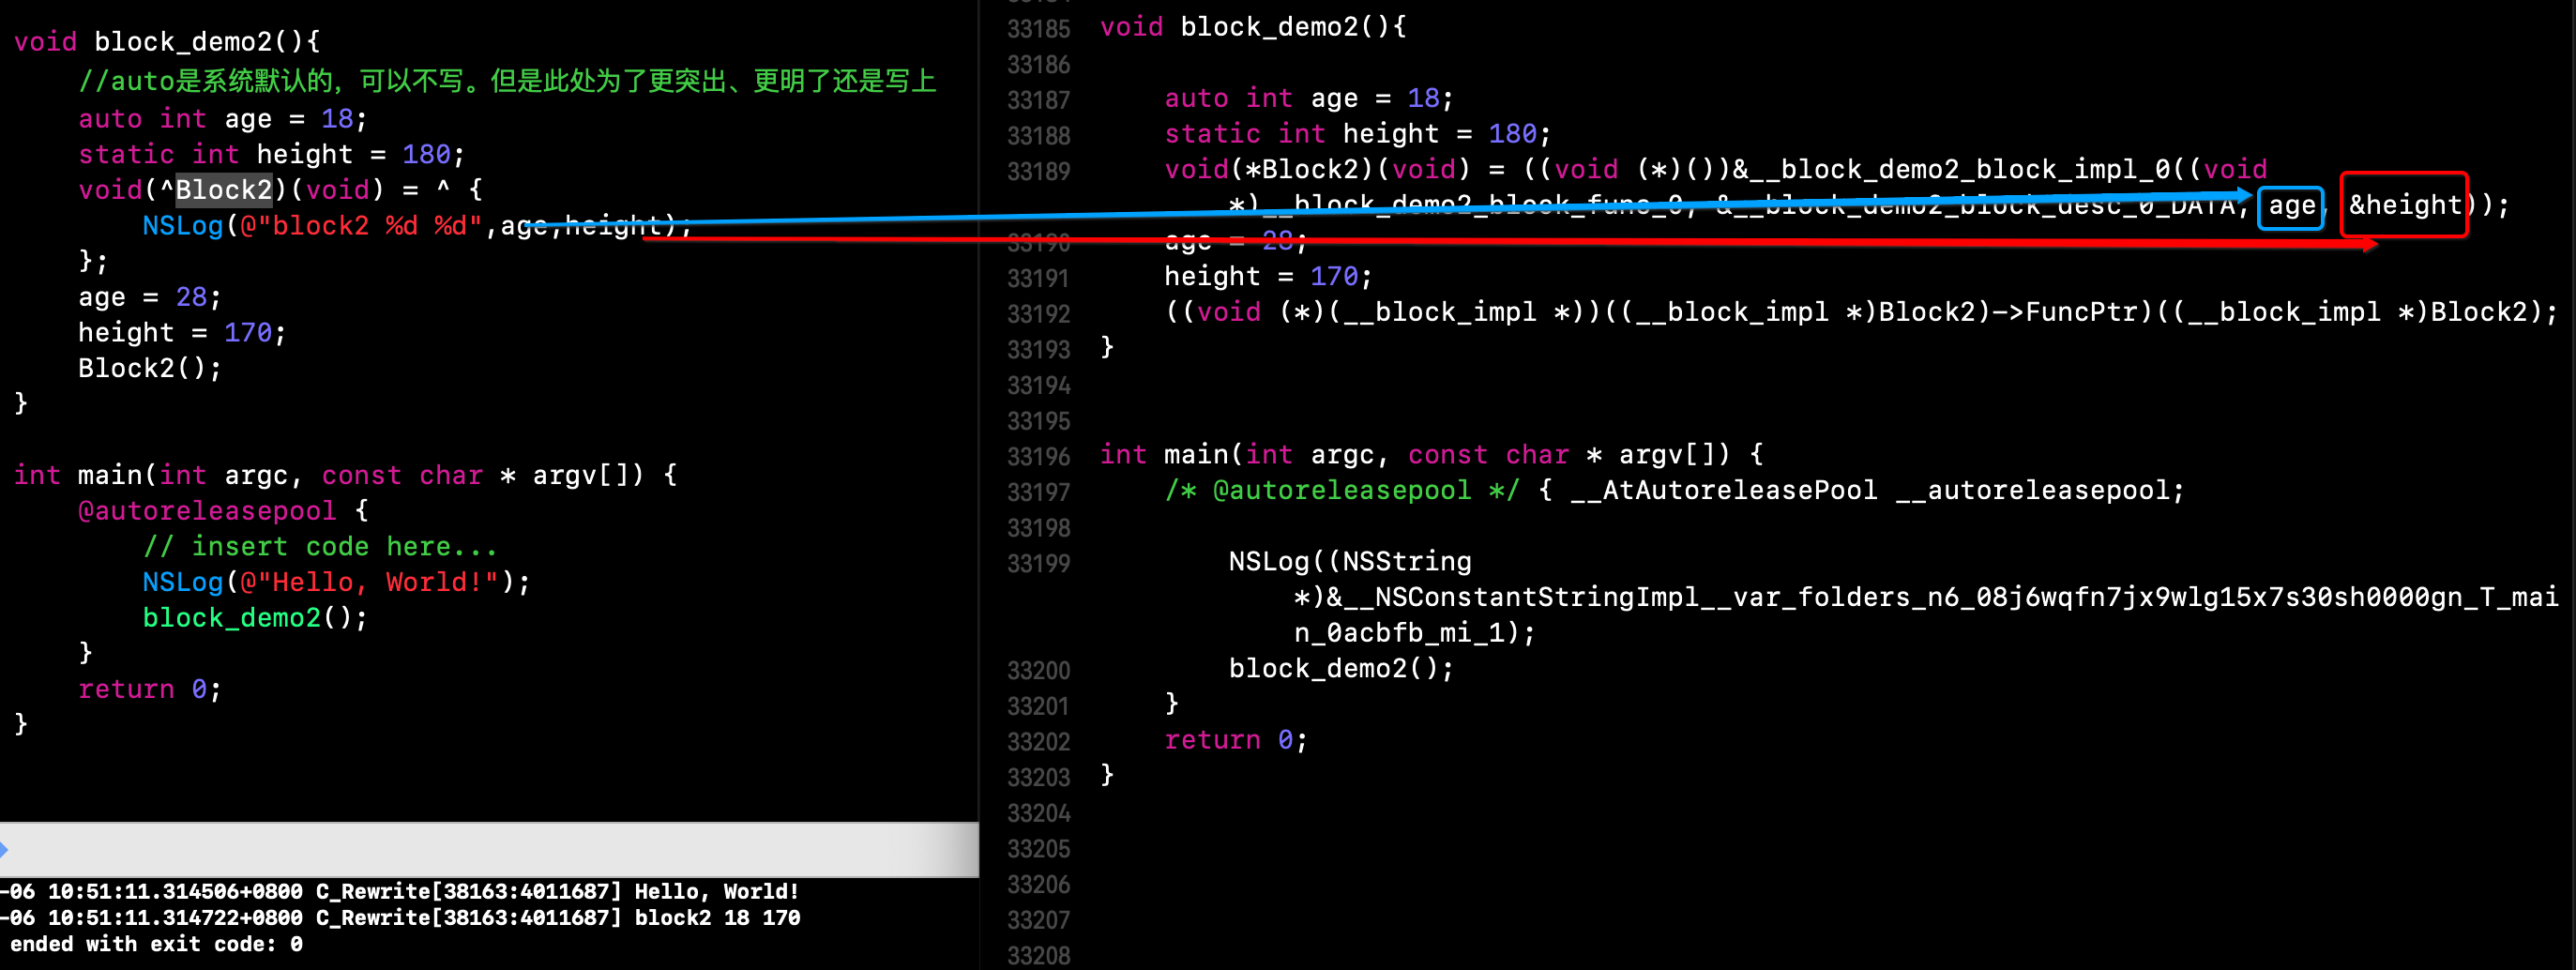 void block_demo2(){
//auto是系统默认的，可以不写。但是此处为了更突出、更明了还是写上
auto int age = 18;
static int height = 180;
void(^Block2)(void) = ^ {
NSLog(@"block2 %d %d",age,height);
};
age = 28;
height = 170;
Block2();
}
int main(int argc, const char * argv[]) {
@autoreleasepool {
// insert code here...
NSLog(@"Hello, World!");
block_demo2();
}
return 0;
}
-06 10:51:11.314506+0800 C_Rewrite[38163:4011687] Hello, World!
-06 10:51:11.314722+0800 C_Rewrite[38163:4011687] block2 18 170
ended with exit code: 0
33185 void block_demo2(){
33186
33187 auto int age = 18;
33188 static int height = 180;
33189 void(*Block2)(void) = ((void (*)())&__block_demo2_block_impl_0((void
*)__block_demo2_block_func_0, &__block_demo2_block_desc_0_DATA, age, &height));
33190 age = 28;
33191 height = 170;
33192 ((void (*)(__block_impl *))((__block_impl *)Block2)->FuncPtr)((__block_impl *)Block2);
33193 }
33194
33195
33196 int main(int argc, const char * argv[]) {
33197 /* @autoreleasepool */ { __AtAutoreleasePool __autoreleasepool;
33198
33199 NSLog((NSString
*)&__NSConstantStringImpl__var_folders_n6_08j6wqfn7jx9wlg15x7s30sh0000gn_T_mai
n_0acbfb_mi_1);
33200 block_demo2();
33201 }
33202 return 0;
33203 }
33204
33205
33206
33207
33208